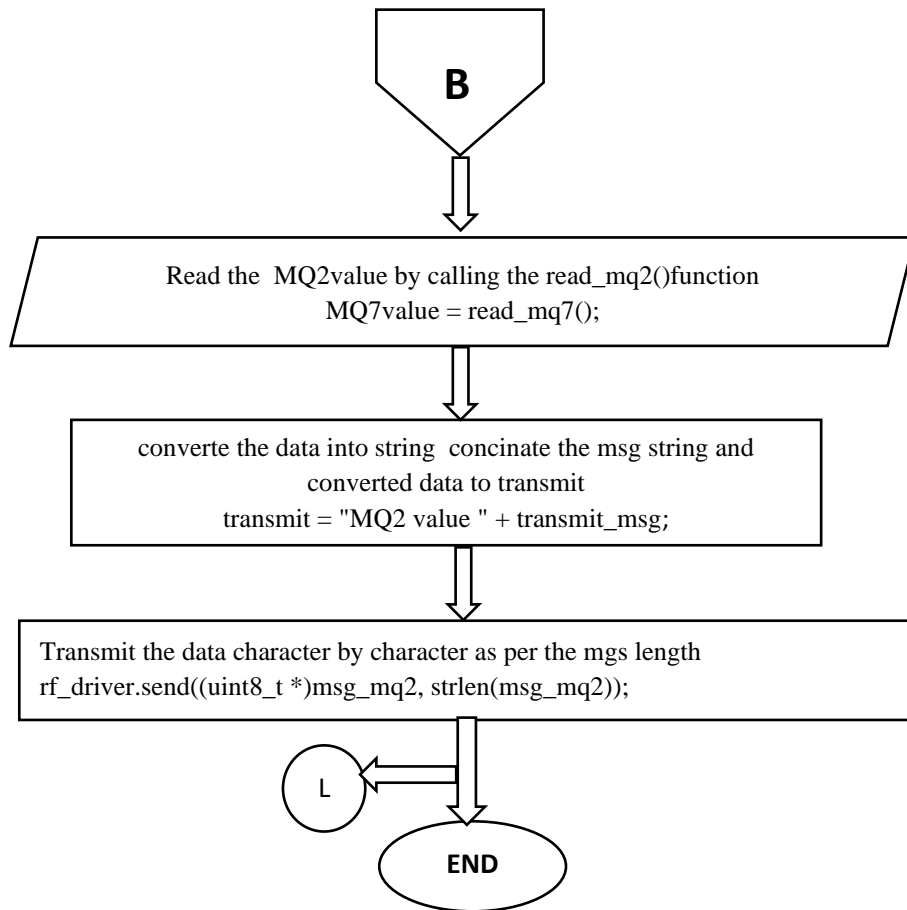 B
Read the MQ2value by calling the read_mq2()function
MQ7value = read_mq7();
converte the data into string concinate the msg string and
converted data to transmit
transmit = "MQ2 value " + transmit_msg;
Transmit the data character by character as per the mgs length
rf_driver.send((uint8_t *)msg_mq2, strlen(msg_mq2));
L
END